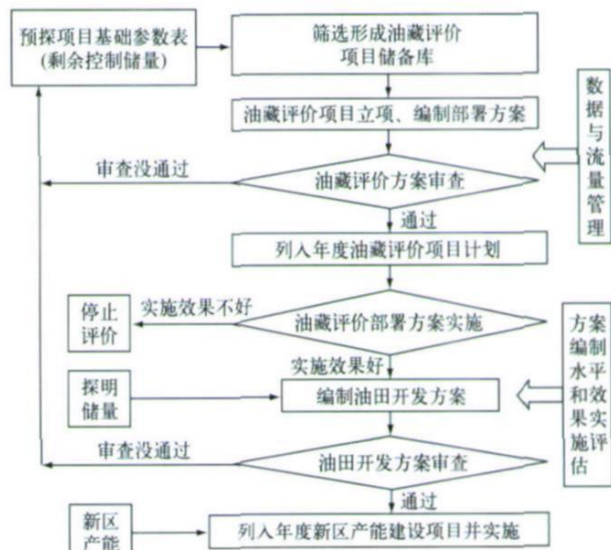 预探项目基础参数表
(剩余控制储量)
筛选形成油藏评价
项目储备库
油藏评价项目立项、编制部署方案
数据与流量管理
审查没通过
油藏评价方案审查
通过
列入年度油藏评价项目计划
停止
评价
实施效果不好
油藏评价部署方案实施
方案
编制
水平
和效
果实
施评
估
实施效果好
探明
储量
编制油田开发方案
审查没通过
油田开发方案审查
通过
新区
产能
列入年度新区产能建设项目并实施